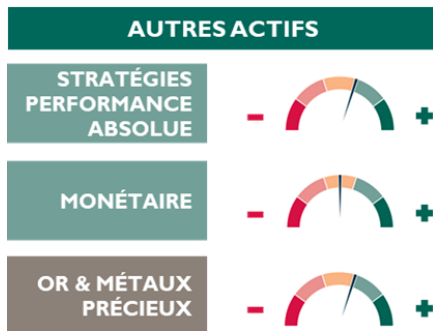 AUTRES ACTIFS
STRATÉGIES
PERFORMANCE
ABSOLUE
- +
MONÉTAIRE
- +
OR & MÉTAUX
PRÉCIEUX
- +